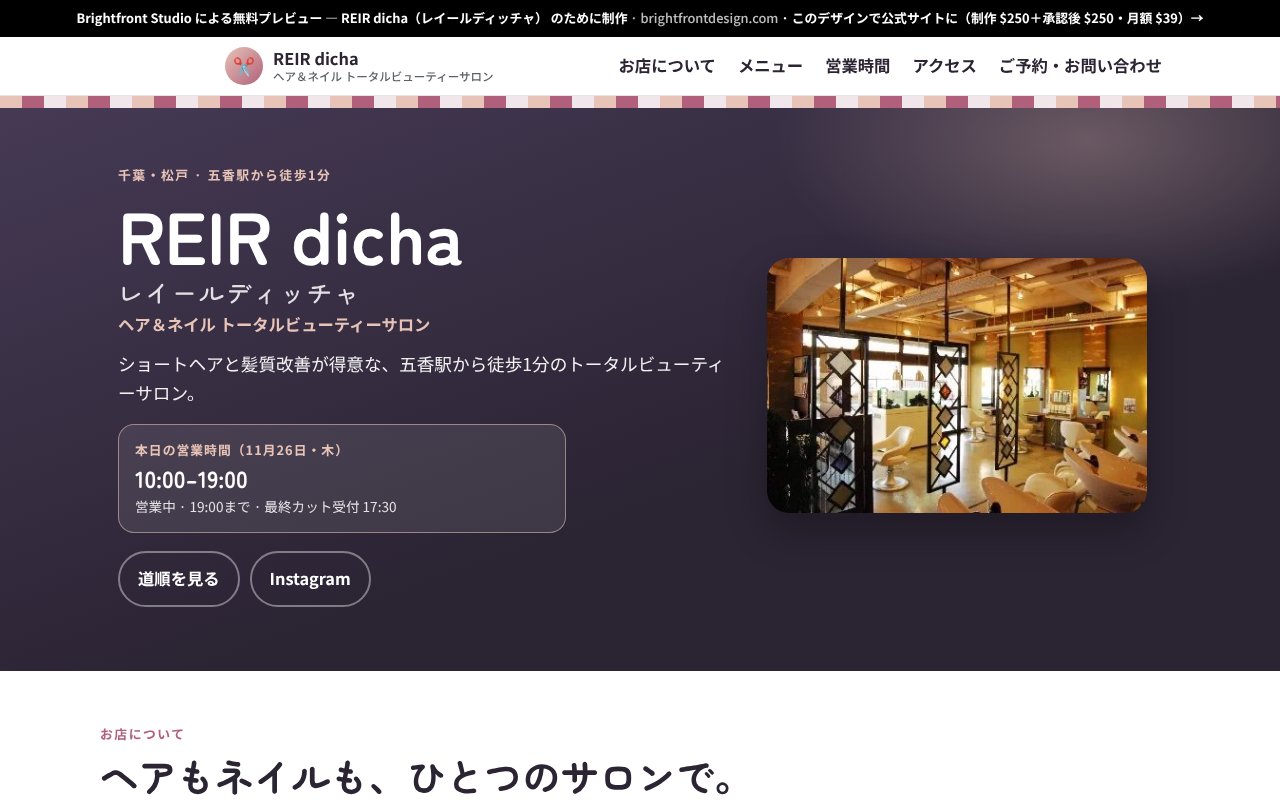 Brightfront Studio による無料プレビュー — REIR dicha（レイールディッチャ） のために制作 · brightfrontdesign.com · このデザインで公式サイトに（制作 $250＋承認後 $250・月額 $39）→
REIR dicha
ヘア＆ネイル トータルビューティーサロン
お店について メニュー 営業時間 アクセス ご予約・お問い合わせ
千葉・松戸 · 五香駅から徒歩1分
REIR dicha
レイールディッチャ
ヘア＆ネイル トータルビューティーサロン
ショートヘアと髪質改善が得意な、五香駅から徒歩1分のトータルビューティ
ーサロン。
本日の営業時間（11月26日・木）
10:00–19:00
営業中 · 19:00まで · 最終カット受付 17:30
道順を見る Instagram
お店について
ヘアもネイルも、ひとつのサロンで。